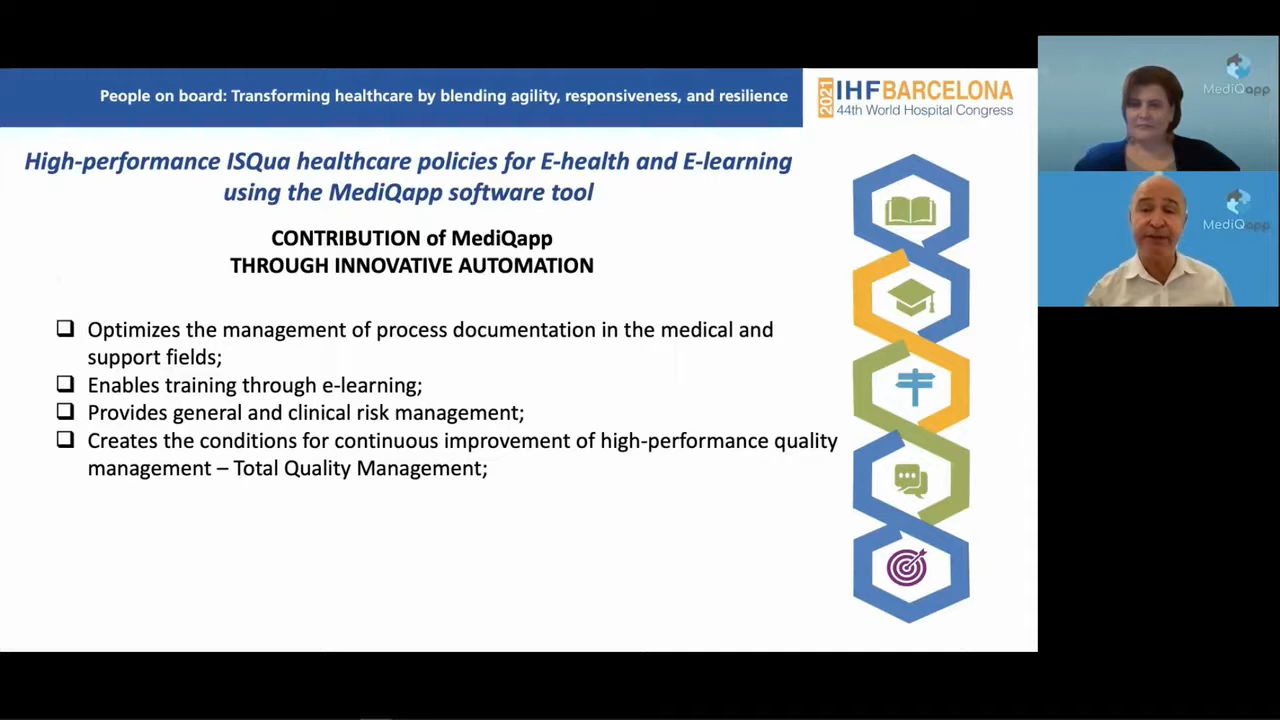 People on board: Transforming healthcare by blending agility, responsiveness, and resilience
2021 IHFBARCELONA
44th World Hospital Congress
High-performance ISQua healthcare policies for E-health and E-learning
using the MediQapp software tool
CONTRIBUTION of MediQapp
THROUGH INNOVATIVE AUTOMATION
Optimizes the management of process documentation in the medical and
support fields;
Enables training through e-learning;
Provides general and clinical risk management;
Creates the conditions for continuous improvement of high-performance quality
management – Total Quality Management;
MediQapp
MediQapp